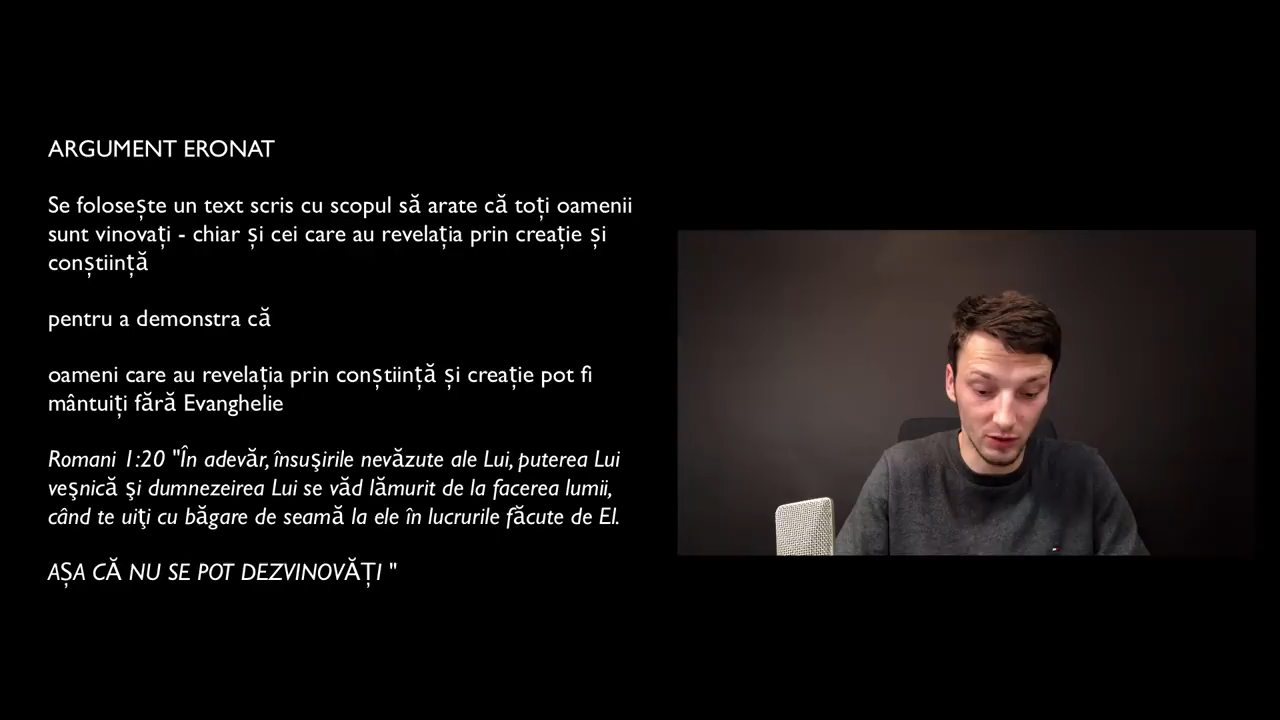 ARGUMENT ERONAT
Se folosește un text scris cu scopul să arate că toți oamenii
sunt vinovați - chiar și cei care au revelația prin creație și
conștiință
pentru a demonstra că
oameni care au revelația prin conștiință și creație pot fi
mântuiți fără Evanghelie
Romani 1:20 "În adevăr, însuşirile nevăzute ale Lui, puterea Lui
veşnică și dumnezeirea Lui se văd lămurit de la facerea lumii,
când te uiţi cu băgare de seamă la ele în lucrurile făcute de El.
AȘA CĂ NU SE POT DEZVINOVĂȚI "